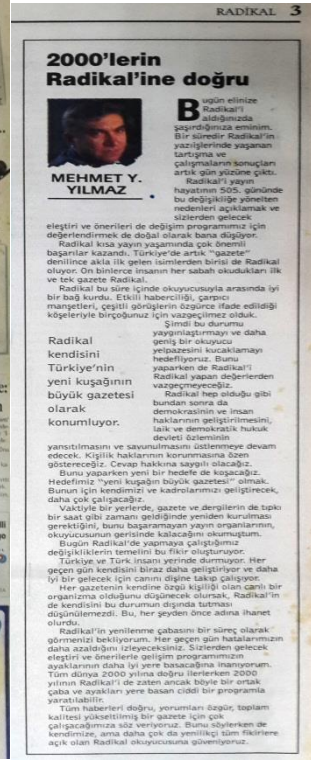 RADİKAL 3
2000'lerin
Radikal'ine doğru
MEHMET Y.
YILMAZ
Bugün elinize
Radikal'i
aldığınızda
şaşırdığınıza eminim.
Bir süredir Radikal'in
yazıişlerinde yaşanan
tartışma ve
çalışmaların sonuçları
artık gün yüzüne çıktı.
Radikal'i yayın
hayatının 505. gününde
bu değişikliğe yönelten
nedenleri açıklamak ve
sizlerden gelecek
eleştiri ve önerileri de değişim programımız için
değerlendirmek de doğal olarak bana düşüyor.
Radikal kısa yayın yaşamında çok önemli
başarılar kazandı. Türkiye'de artık "gazete"
denilince akla ilk gelen isimlerden birisi de Radikal
oluyor. On binlerce insanın her sabah okudukları ilk
ve tek gazete Radikal.
Radikal bu süre içinde okuyucusuyla arasında iyi
bir bağ kurdu. Etkili haberciliği, çarpıcı
manşetleri, çeşitli görüşlerin özgürce ifade edildiği
köşeleriyle birçoğunuz için vazgeçilmez olduk.
Şimdi bu durumu
yaygınlaştırmayı ve daha
geniş bir okuyucu
yelpazesini kucaklamayı
hedefliyoruz. Bunu
yaparken de Radikal'i
Radikal yapan değerlerden
vazgeçmeyeceğiz.
Radikal hep olduğu gibi
bundan sonra da
demokrasinin ve insan
haklarının geliştirilmesini,
laik ve demokratik hukuk
devleti özleminin
Radikal
kendisini
Türkiye'nin
yeni kuşağının
büyük gazetesi
olarak
konumluyor.
yansıtılmasını ve savunulmasını üstlenmeye devam
edecek. Kişilik haklarının korunmasına özen
göstereceğiz. Cevap hakkına saygılı olacağız.
Bunu yaparken yeni bir hedefe de koşacağız.
Hedefimiz "yeni kuşağın büyük gazetesi" olmak.
Bunun için kendimizi ve kadrolarımızı geliştirecek,
daha çok çalışacağız.
Vaktiyle bir yerlerde, gazete ve dergilerin de tıpkı
bir saat gibi zamanı geldiğinde yeniden kurulması
gerektiğini, bunu başaramayan yayın organlarının,
okuyucusunun gerisinde kalacağını okumuştum.
Bugün Radikal'de yapmaya çalıştığımız
değişikliklerin temelini bu fikir oluşturuyor.
Türkiye ve Türk insanı yerinde durmuyor. Her
geçen gün kendisini biraz daha geliştiriyor ve daha
iyi bir gelecek için canını dişine takıp çalışıyor.
Her gazetenin kendine özgü kişiliği olan canlı bir
organizma olduğunu düşünecek olursak, Radikal'in
de kendisini bu durumun dışında tutması
düşünülemezdi. Bu, her şeyden önce adına ihanet
olurdu.
Radikal'in yenilenme çabasını bir süreç olarak
görmenizi bekliyorum. Her geçen gün hatalarımızın
daha azaldığını izleyeceksiniz. Sizlerden gelecek
eleştiri ve önerilerle gelişim programımızın
ayaklarının daha iyi yere basacağına inanıyorum.
Tüm dünya 2000 yılına doğru ilerlerken 2000
yılının Radikal'i de zaten ancak böyle bir ortak
çaba ve ayakları yere basan ciddi bir programla
yaratılabilir.
Tüm haberleri doğru, yorumları özgür, toplam
kalitesi yükseltilmiş bir gazete için çok
çalışacağımıza söz veriyoruz. Bunu söylerken de
kendimize, ama daha çok da yenilikçi tüm fikirlere
açık olan Radikal okuyucusuna güveniyoruz.